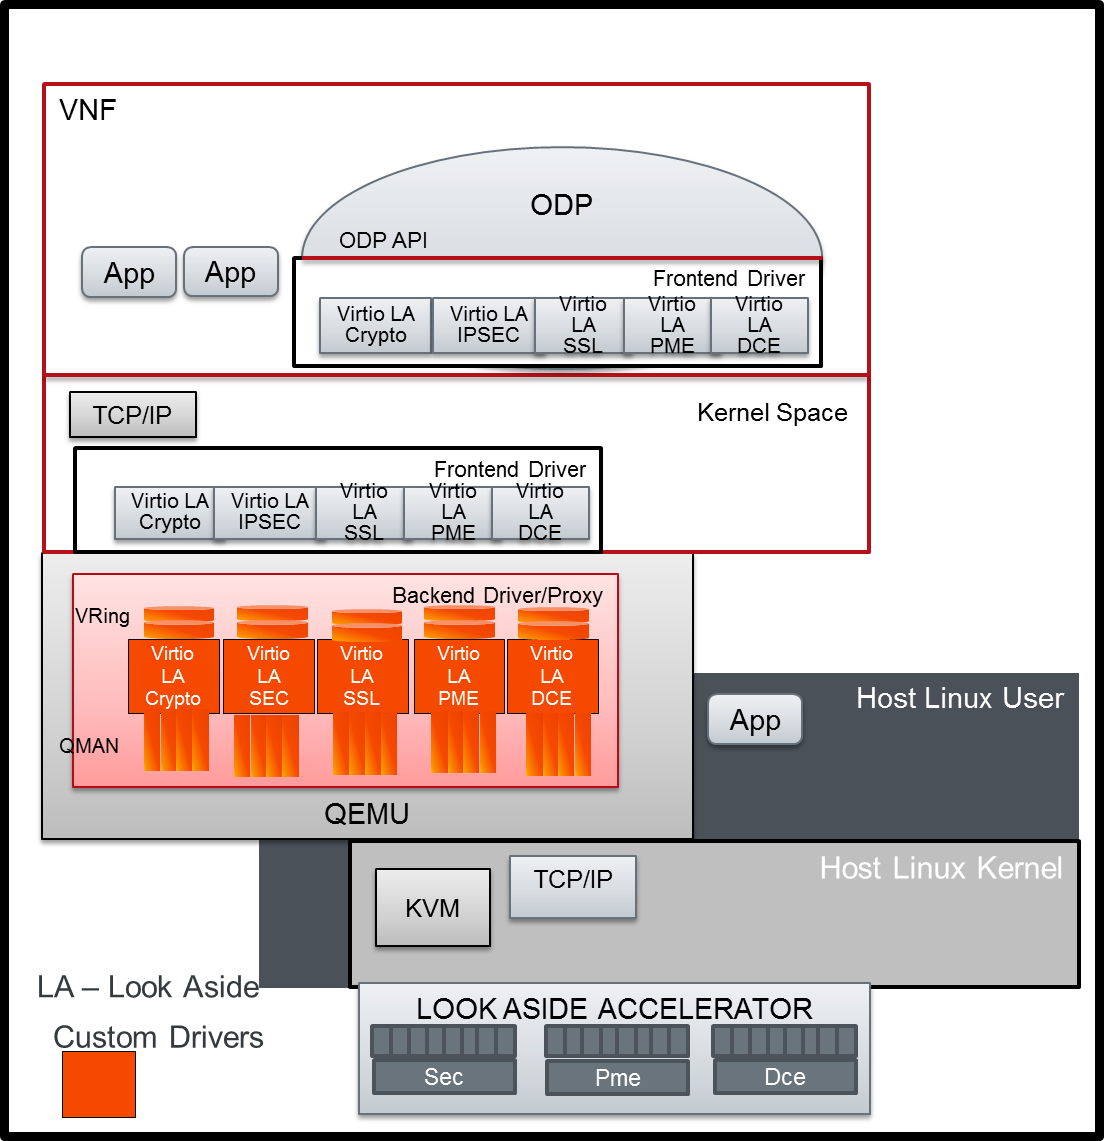 VNF
ODP
ODP API
App
App
Frontend Driver
Virtio LA
Crypto
Virtio LA
IPSEC
Virtio
LA
SSL
Virtio
LA
PME
Virtio
LA
DCE
TCP/IP
Kernel Space
Frontend Driver
Virtio LA
Crypto
Virtio LA
IPSEC
Virtio
LA
SSL
Virtio
LA
PME
Virtio
LA
DCE
Backend Driver/Proxy
VRing
Virtio
LA
Crypto
Virtio
LA
SEC
Virtio
LA
SSL
Virtio
LA
PME
Virtio
LA
DCE
QMAN
QEMU
Host Linux User
App
Host Linux Kernel
KVM
TCP/IP
LA – Look Aside
Custom Drivers
LOOK ASIDE ACCELERATOR
Sec
Pme
Dce